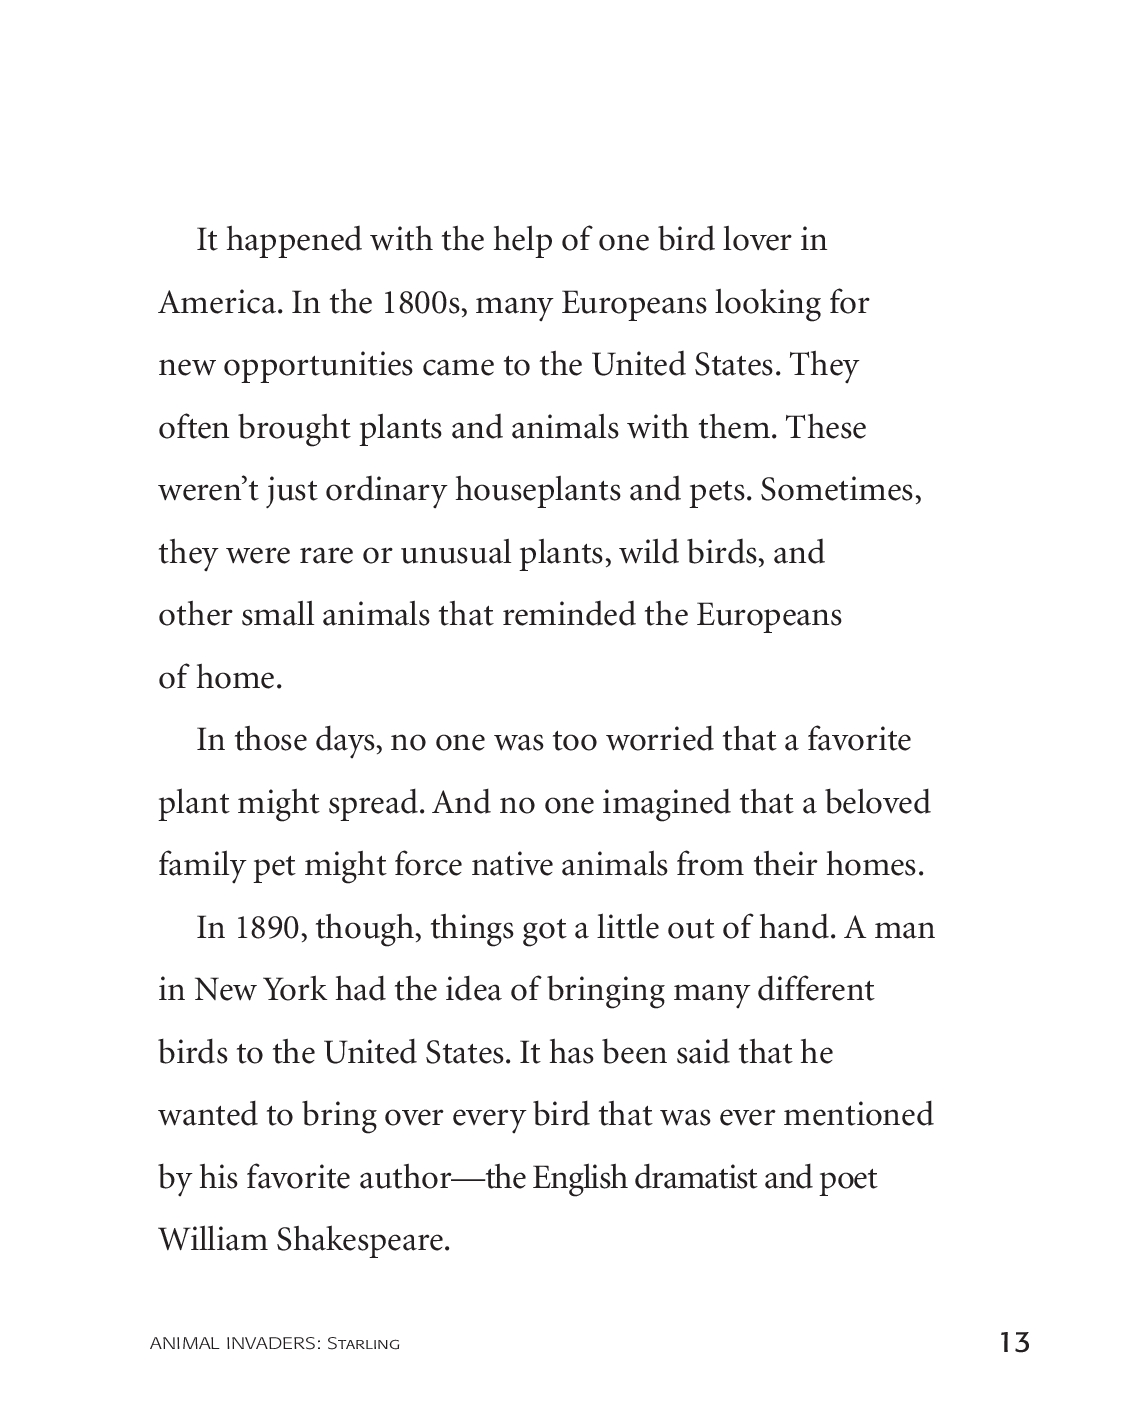 It happened with the help of one bird lover in
America. In the 1800s, many Europeans looking for
new opportunities came to the United States. They
often brought plants and animals with them. These
weren’t just ordinary houseplants and pets. Sometimes,
they were rare or unusual plants, wild birds, and
other small animals that reminded the Europeans
of home.
In those days, no one was too worried that a favorite
plant might spread. And no one imagined that a beloved
family pet might force native animals from their homes.
In 1890, though, things got a little out of hand. A man
in New York had the idea of bringing many different
birds to the United States. It has been said that he
wanted to bring over every bird that was ever mentioned
by his favorite author—the English dramatist and poet
William Shakespeare.
ANIMAL INVADERS: Starling
13